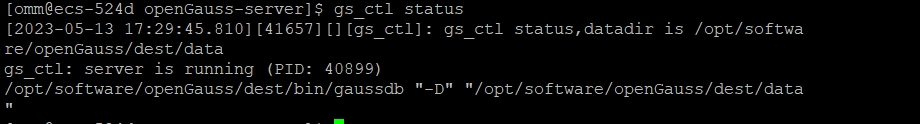 [omm@ecs-524d openGauss-server]$ gs_ctl status
[2023-05-13 17:29:45.810][41657][][gs_ctl]: gs_ctl status,datadir is /opt/softwa
re/openGauss/dest/data
gs_ctl: server is running (PID: 40899)
/opt/software/openGauss/dest/bin/gaussdb "-D" "/opt/software/openGauss/dest/data
"